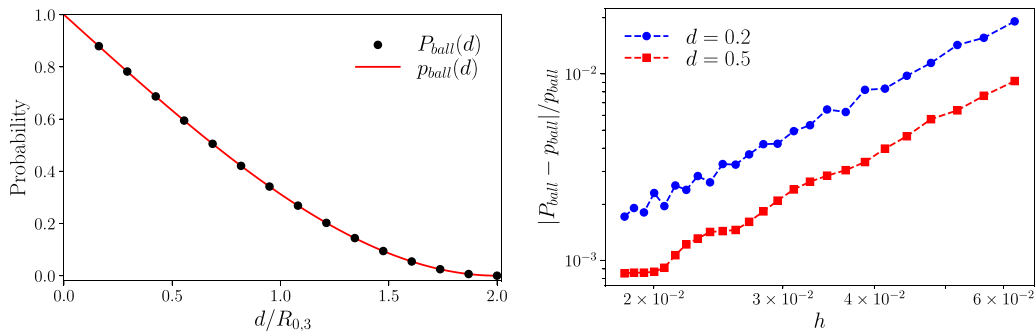 1.0
0.8
0.6
0.4
0.2
0.0
Probability
P_ball(d)
p_ball(d)
0.0 0.5 1.0 1.5 2.0
d/R_{0,3}
10^{-2}
10^{-3}
|P_ball − p_ball|/p_ball
d = 0.2
d = 0.5
2 × 10^{-2} 3 × 10^{-2} 4 × 10^{-2} 6 × 10^{-2}
h